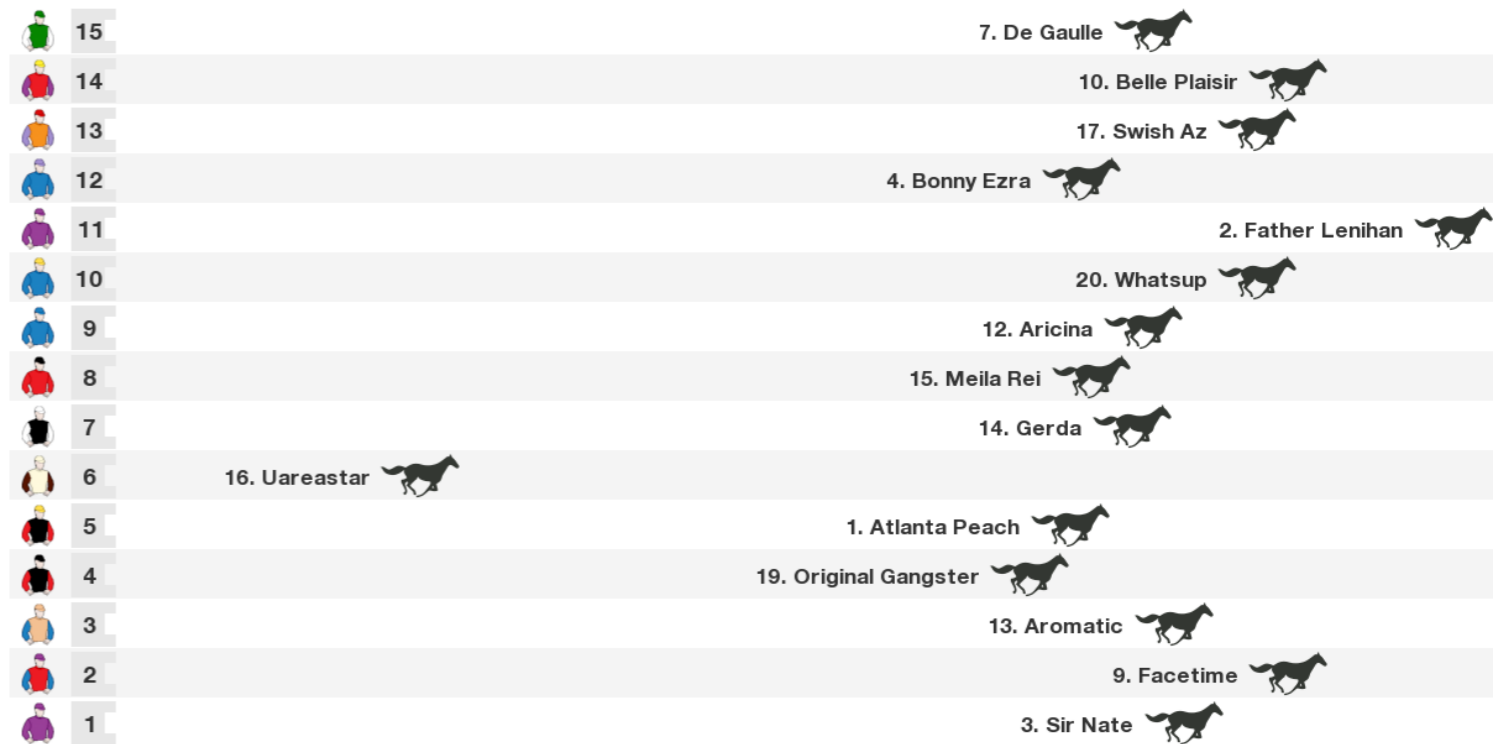 15 7. De Gaulle
14 10. Belle Plaisir
13 17. Swish Az
12 4. Bonny Ezra
11 2. Father Lenihan
10 20. Whatsup
9 12. Aricina
8 15. Meila Rei
7 14. Gerda
6 16. Uareastar
5 1. Atlanta Peach
4 19. Original Gangster
3 13. Aromatic
2 9. Facetime
1 3. Sir Nate